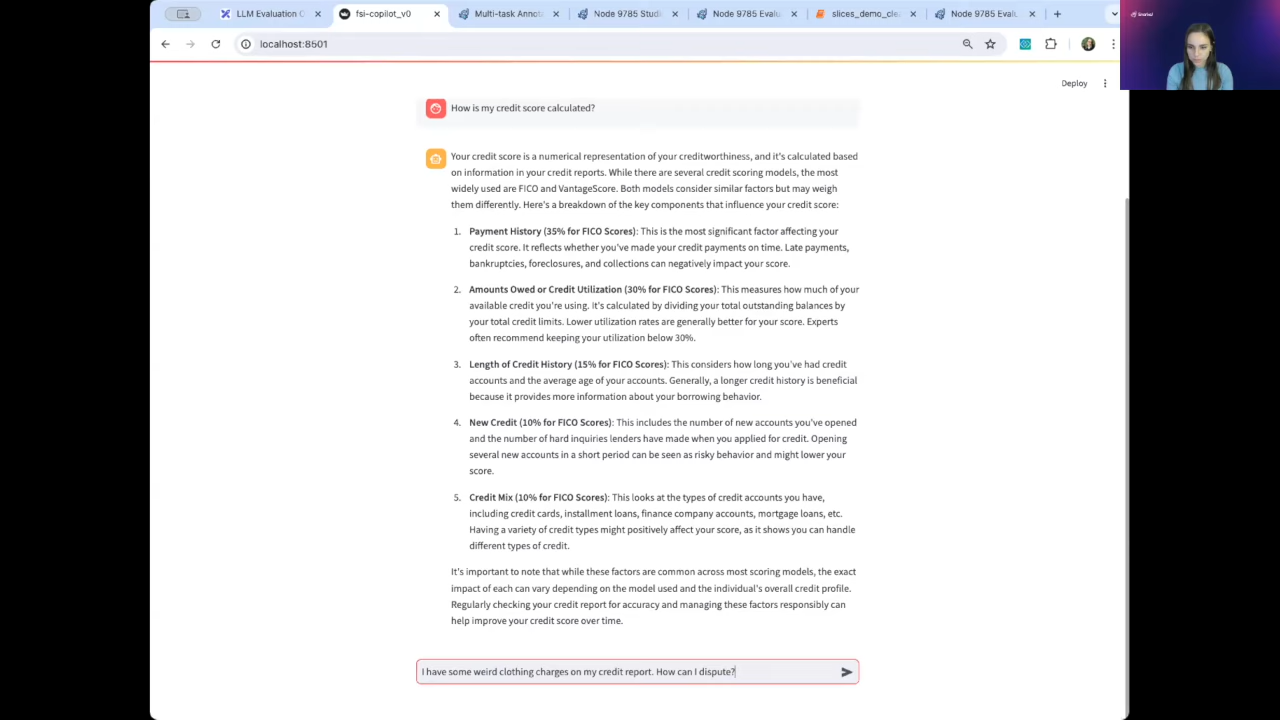 LLM Evaluation C
fsi-copilot_v0
Multi-task Annot
Node 9785 Studi
Node 9785 Evalu
slices_demo_clea
Node 9785 Evalu
Snorkel
localhost:8501
Deploy
How is my credit score calculated?
Your credit score is a numerical representation of your creditworthiness, and it's calculated based
on information in your credit reports. While there are several credit scoring models, the most
widely used are FICO and VantageScore. Both models consider similar factors but may weigh
them differently. Here's a breakdown of the key components that influence your credit score:
1. Payment History (35% for FICO Scores): This is the most significant factor affecting your
credit score. It reflects whether you've made your credit payments on time. Late payments,
bankruptcies, foreclosures, and collections can negatively impact your score.
2. Amounts Owed or Credit Utilization (30% for FICO Scores): This measures how much of your
available credit you're using. It's calculated by dividing your total outstanding balances by
your total credit limits. Lower utilization rates are generally better for your score. Experts
often recommend keeping your utilization below 30%.
3. Length of Credit History (15% for FICO Scores): This considers how long you've had credit
accounts and the average age of your accounts. Generally, a longer credit history is beneficial
because it provides more information about your borrowing behavior.
4. New Credit (10% for FICO Scores): This includes the number of new accounts you've opened
and the number of hard inquiries lenders have made when you applied for credit. Opening
several new accounts in a short period can be seen as risky behavior and might lower your
score.
5. Credit Mix (10% for FICO Scores): This looks at the types of credit accounts you have,
including credit cards, installment loans, finance company accounts, mortgage loans, etc.
Having a variety of credit types might positively affect your score, as it shows you can handle
different types of credit.
It's important to note that while these factors are common across most scoring models, the exact
impact of each can vary depending on the model used and the individual's overall credit profile.
Regularly checking your credit report for accuracy and managing these factors responsibly can
help improve your credit score over time.
I have some weird clothing charges on my credit report. How can I dispute?